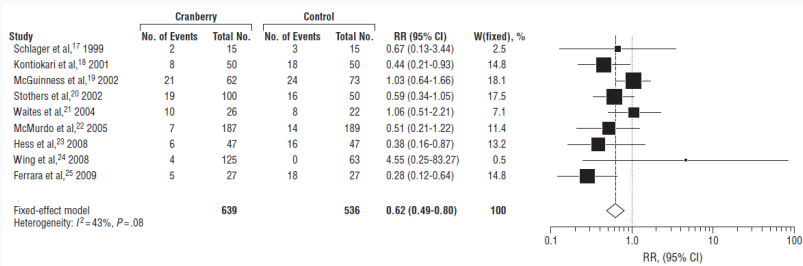 Cranberry Control
Study No. of Events Total No. No. of Events Total No. RR (95% CI) W(fixed), %
Schlager et al,17 1999 2 15 3 15 0.67 (0.13-3.44) 2.5
Kontiokari et al,18 2001 8 50 18 50 0.44 (0.21-0.93) 14.8
McGuinness et al,19 2002 21 62 24 73 1.03 (0.64-1.66) 18.1
Stothers et al,20 2002 19 100 16 50 0.59 (0.34-1.05) 17.5
Waites et al,21 2004 10 26 8 22 1.06 (0.51-2.21) 7.1
McMurdo et al,22 2005 7 187 14 189 0.51 (0.21-1.22) 11.4
Hess et al,23 2008 6 47 16 47 0.38 (0.16-0.87) 13.2
Wing et al,24 2008 4 125 0 63 4.55 (0.25-83.27) 0.5
Ferrara et al,25 2009 5 27 18 27 0.28 (0.12-0.64) 14.8
Fixed-effect model 639 536 0.62 (0.49-0.80) 100
Heterogeneity: I2=43%, P=.08
0.1 1.0 10 100
RR, (95% CI)